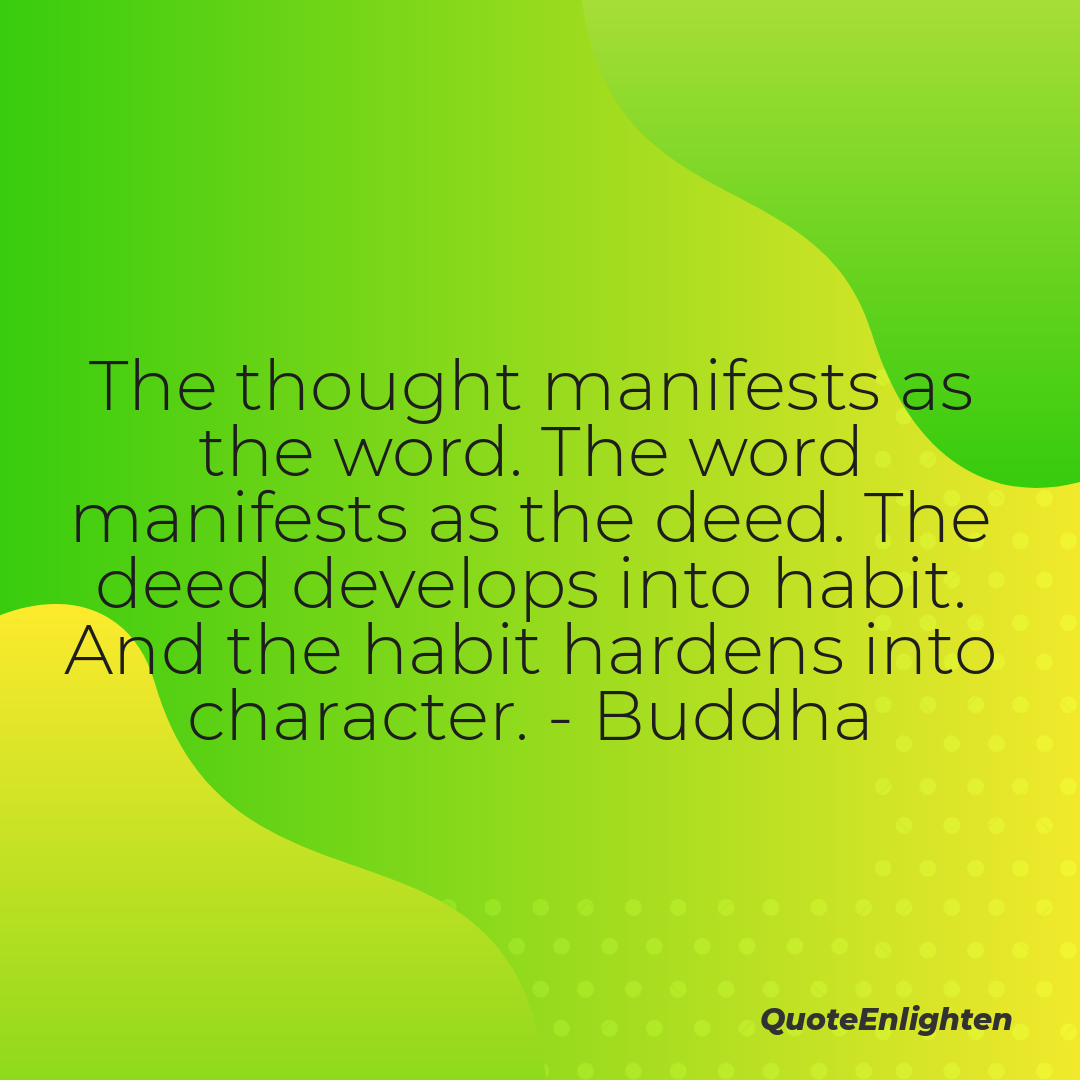 The thought manifests as
the word. The word
manifests as the deed. The
deed develops into habit.
And the habit hardens into
character. - Buddha
QuoteEnlighten